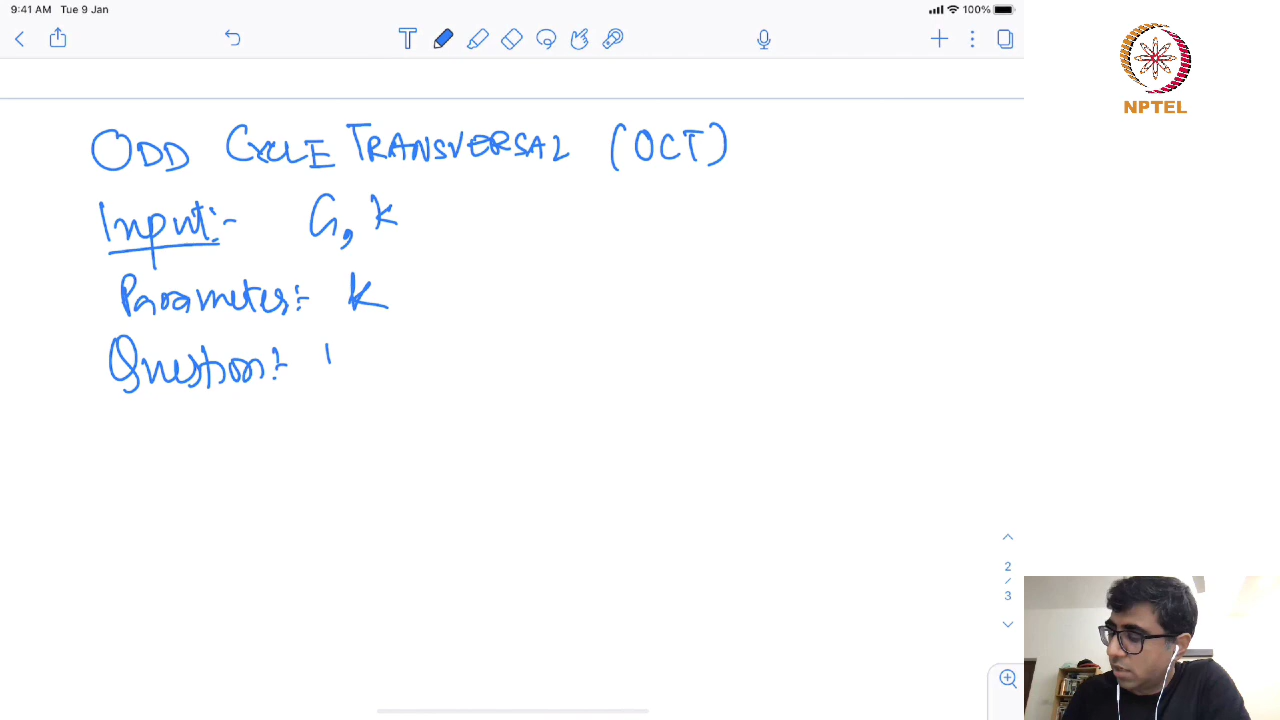 9:41 AM Tue 9 Jan
100%
T
NPTEL
ODD CYCLE TRANSVERSAL (OCT)
Input:- G, k
Parameter:- k
Question:-
2
3